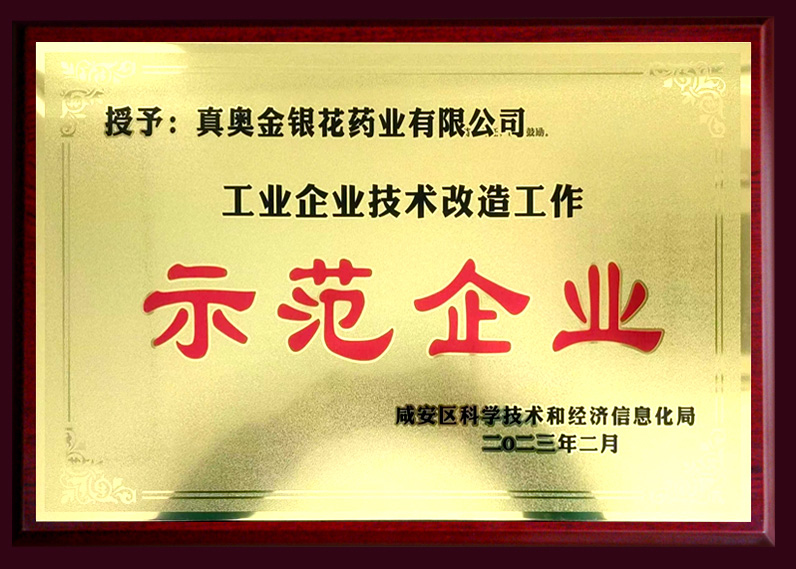 授予：真奥金银花药业有限公司
鼓励。
工业企业技术改造工作
示范企业
咸安区科学技术和经济信息化局
二〇二三年二月